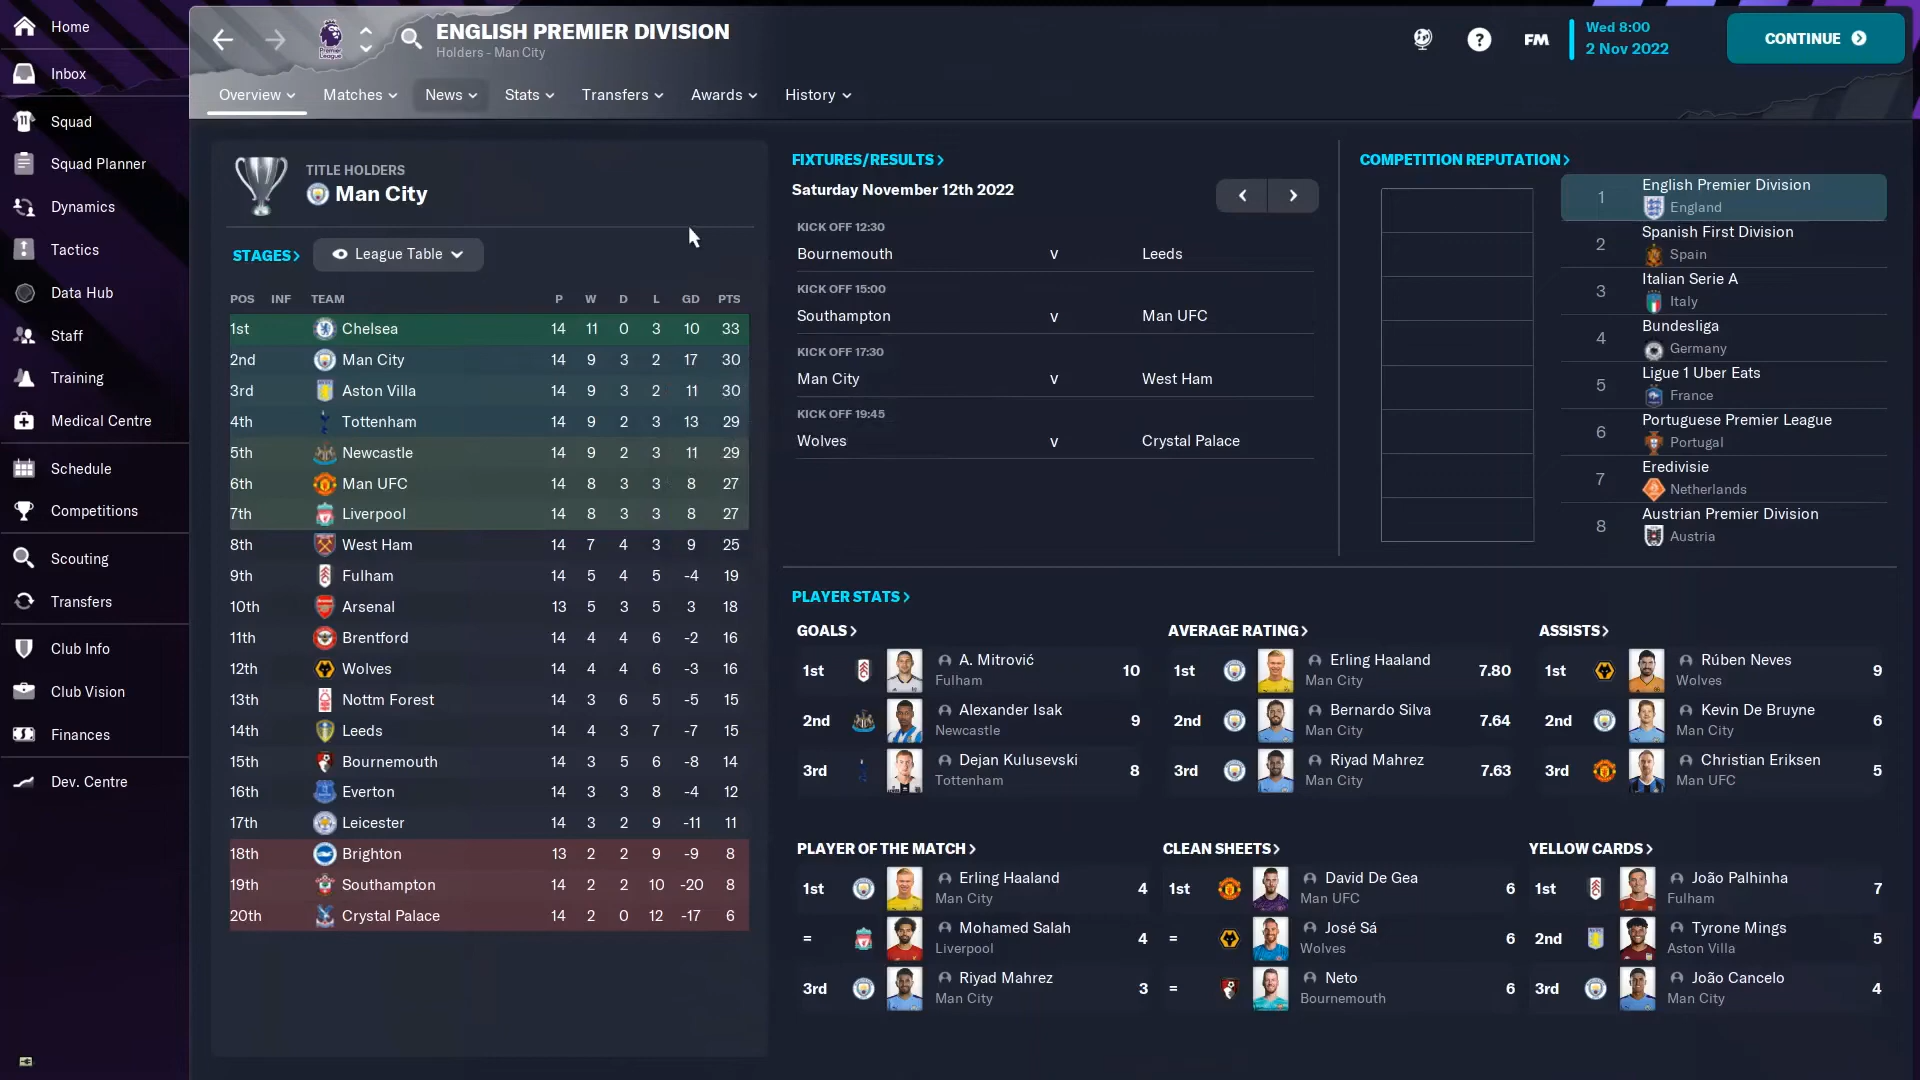 Home
Inbox
Squad
Squad Planner
Dynamics
Tactics
Data Hub
Staff
Training
Medical Centre
Schedule
Competitions
Scouting
Transfers
Club Info
Club Vision
Finances
Dev. Centre
Premier League
ENGLISH PREMIER DIVISION
Holders - Man City
FM
Wed 8:00
2 Nov 2022
CONTINUE
Overview Matches News Stats Transfers Awards History
TITLE HOLDERS
Man City
STAGES> League Table
POS INF TEAM P W D L GD PTS
1st Chelsea 14 11 0 3 10 33
2nd Man City 14 9 3 2 17 30
3rd Aston Villa 14 9 3 2 11 30
4th Tottenham 14 9 2 3 13 29
5th Newcastle 14 9 2 3 11 29
6th Man UFC 14 8 3 3 8 27
7th Liverpool 14 8 3 3 8 27
8th West Ham 14 7 4 3 9 25
9th Fulham 14 5 4 5 -4 19
10th Arsenal 13 5 3 5 3 18
11th Brentford 14 4 4 6 -2 16
12th Wolves 14 4 4 6 -3 16
13th Nottm Forest 14 3 6 5 -5 15
14th Leeds 14 4 3 7 -7 15
15th Bournemouth 14 3 5 6 -8 14
16th Everton 14 3 3 8 -4 12
17th Leicester 14 3 2 9 -11 11
18th Brighton 13 2 2 9 -9 8
19th Southampton 14 2 2 10 -20 8
20th Crystal Palace 14 2 0 12 -17 6
FIXTURES/RESULTS>
Saturday November 12th 2022
KICK OFF 12:30
Bournemouth v Leeds
KICK OFF 15:00
Southampton v Man UFC
KICK OFF 17:30
Man City v West Ham
KICK OFF 19:45
Wolves v Crystal Palace
COMPETITION REPUTATION>
1 English Premier Division
England
2 Spanish First Division
Spain
3 Italian Serie A
Italy
4 Bundesliga
Germany
5 Ligue 1 Uber Eats
France
6 Portuguese Premier League
Portugal
7 Eredivisie
Netherlands
8 Austrian Premier Division
Austria
PLAYER STATS>
GOALS>
1st A. Mitrović 10
Fulham
2nd Alexander Isak 9
Newcastle
3rd Dejan Kulusevski 8
Tottenham
AVERAGE RATING>
1st Erling Haaland 7.80
Man City
2nd Bernardo Silva 7.64
Man City
3rd Riyad Mahrez 7.63
Man City
ASSISTS>
1st Rúben Neves 9
Wolves
2nd Kevin De Bruyne 6
Man City
3rd Christian Eriksen 5
Man UFC
PLAYER OF THE MATCH>
1st Erling Haaland 4
Man City
= Mohamed Salah 4
Liverpool
3rd Riyad Mahrez 3
Man City
CLEAN SHEETS>
1st David De Gea 6
Man UFC
= José Sá 6
Wolves
= Neto 6
Bournemouth
YELLOW CARDS>
1st João Palhinha 7
Fulham
2nd Tyrone Mings 5
Aston Villa
3rd João Cancelo 4
Man City